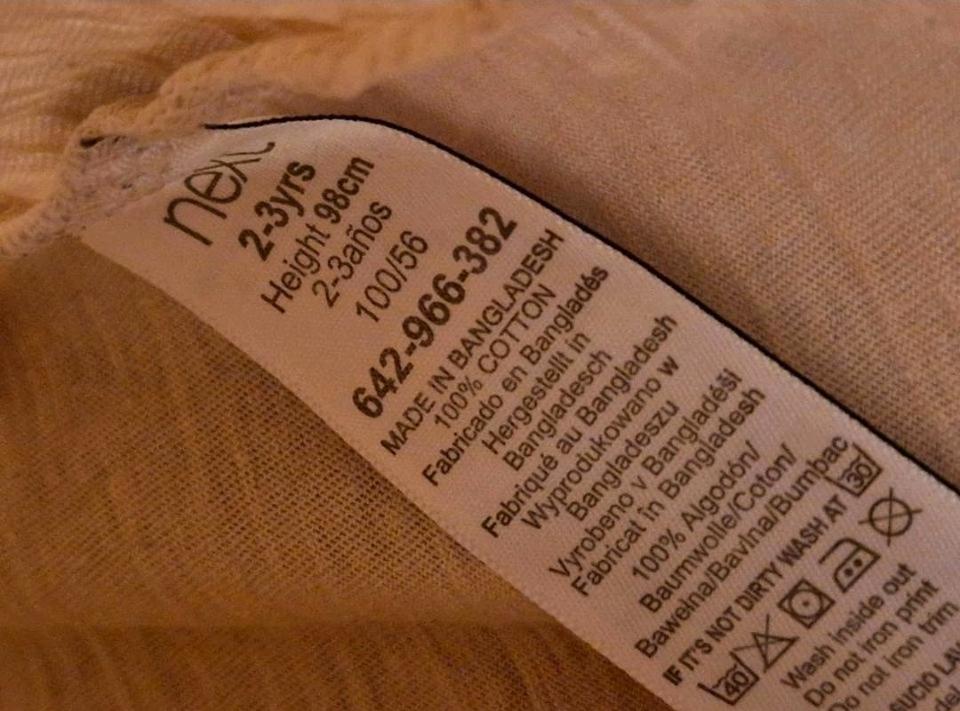 next
2-3yrs
Height 98cm
2-3años
100/56
642-966-382
MADE IN BANGLADESH
100% COTTON
Fabricado en Bangladés
Hergestellt in
Bangladesch
Fabriqué au Bangladesh
Wyprodukowano w
Bangladeszu
Vyrobeno v Bangladéši
Fabricat în Bangladesh
100% Algodón/
Baumwolle/Coton/
Bawełna/Bavlna/Bumbac
IF IT'S NOT DIRTY WASH AT 30
40
Wash inside out
Do not iron print
Do not iron trim
SUCIO
del